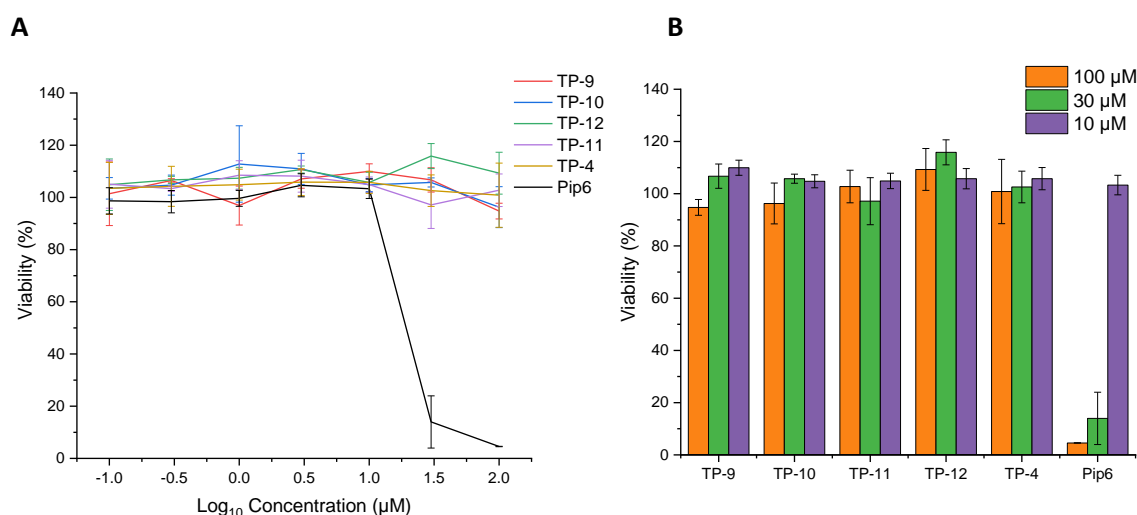 A
B
140
120
100
80
60
40
20
0
Viability (%)
-1.0 -0.5 0.0 0.5 1.0 1.5 2.0
Log₁₀ Concentration (µM)
TP-9
TP-10
TP-12
TP-11
TP-4
Pip6
100 µM
30 µM
10 µM
140
120
100
80
60
40
20
0
Viability (%)
TP-9 TP-10 TP-11 TP-12 TP-4 Pip6